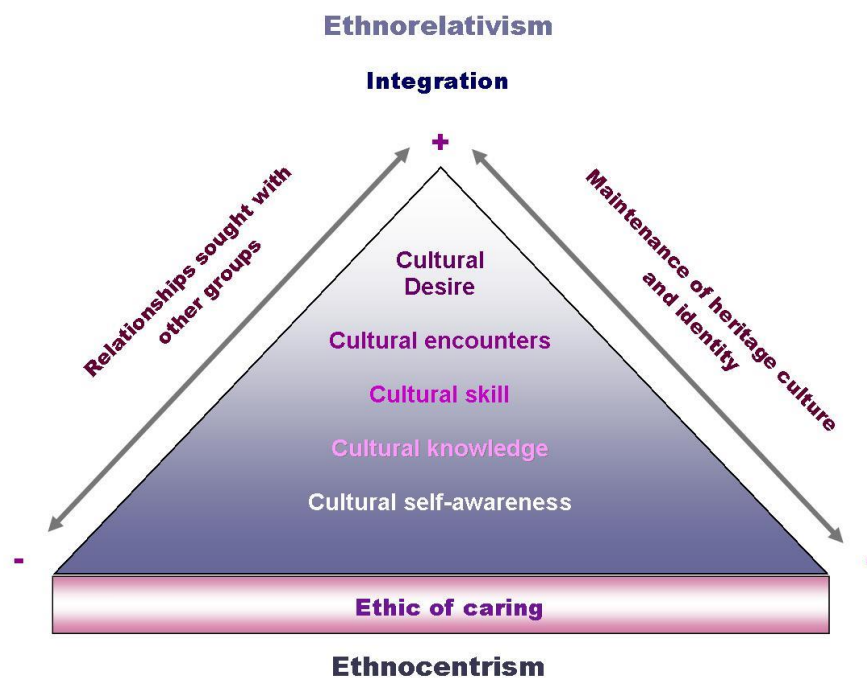 Ethnorelativism
Integration
+
Relationships sought with
other groups
Maintenance of heritage culture
and identity
Cultural
Desire
Cultural encounters
Cultural skill
Cultural knowledge
Cultural self-awareness
-
Ethic of caring
Ethnocentrism